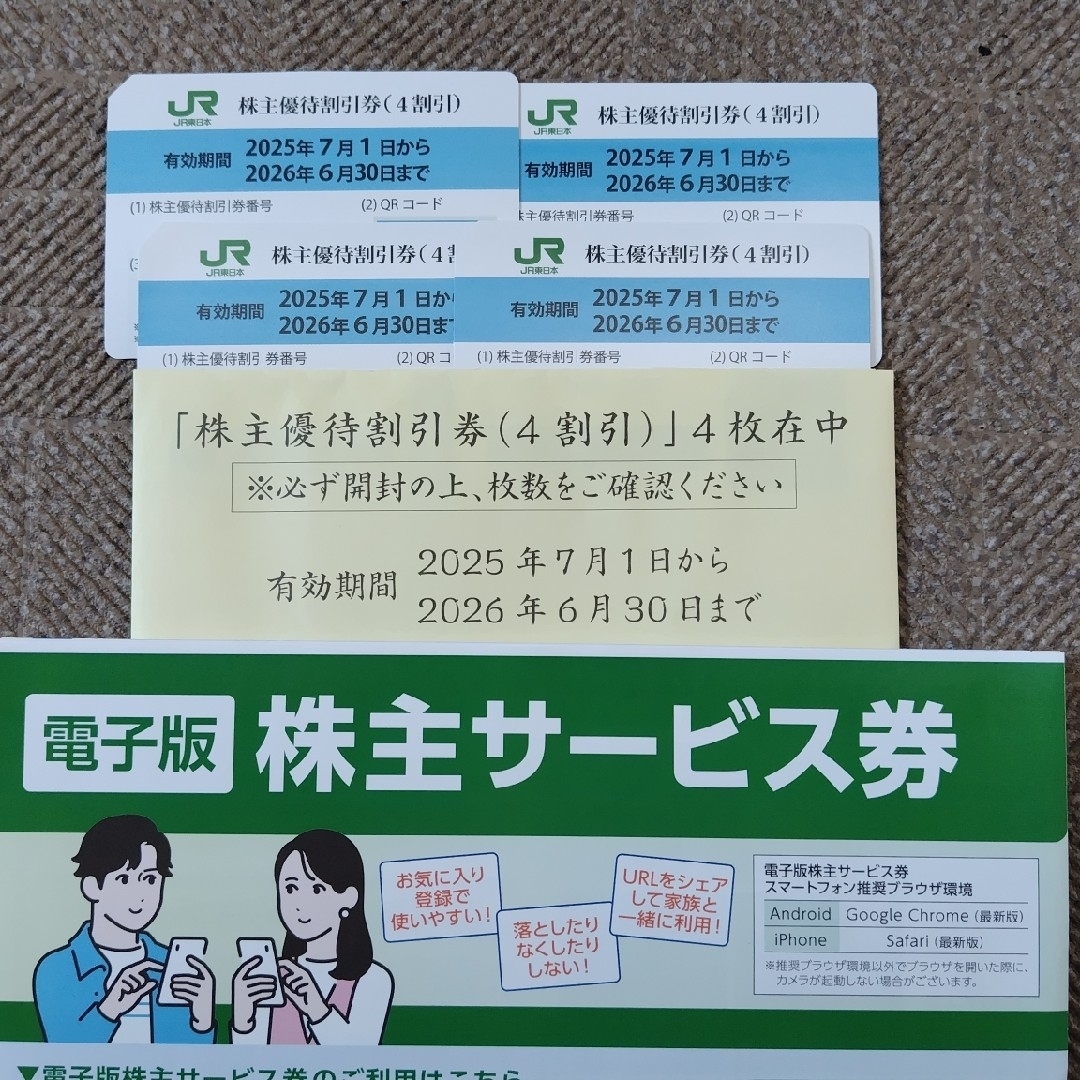 JR 株主優待割引券(4割引)
JR東日本
有効期間 2025年7月1日から
2026年6月30日まで
(1) 株主優待割引券番号 (2) QRコード
JR 株主優待割引券(4割引)
JR東日本
有効期間 2025年7月1日から
2026年6月30日まで
株主優待割引券番号 (2) QRコード
JR 株主優待割引券(4
JR東日本
有効期間 2025年7月1日か
2026年6月30日ま
(1) 株主優待割引券番号 (2) QRコ
JR 株主優待割引券(4割引)
JR東日本
有効期間 2025年7月1日から
2026年6月30日まで
(1) 株主優待割引券番号 (2) QRコード
「株主優待割引券(4割引)」4枚在中
※必ず開封の上、枚数をご確認ください
有効期間 2025年7月1日から
2026年6月30日まで
電子版 株主サービス券
お気に入り
登録で
使いやすい!
落としたり
なくしたり
しない!
URLをシェア
して家族と
一緒に利用!
電子版株主サービス券
スマートフォン推奨ブラウザ環境
Android Google Chrome (最新版)
iPhone Safari (最新版)
※推奨ブラウザ環境以外でブラウザを開いた際に、
カメラが起動しない場合がございます。
▼電子版株主サービス券のご利用はこちら